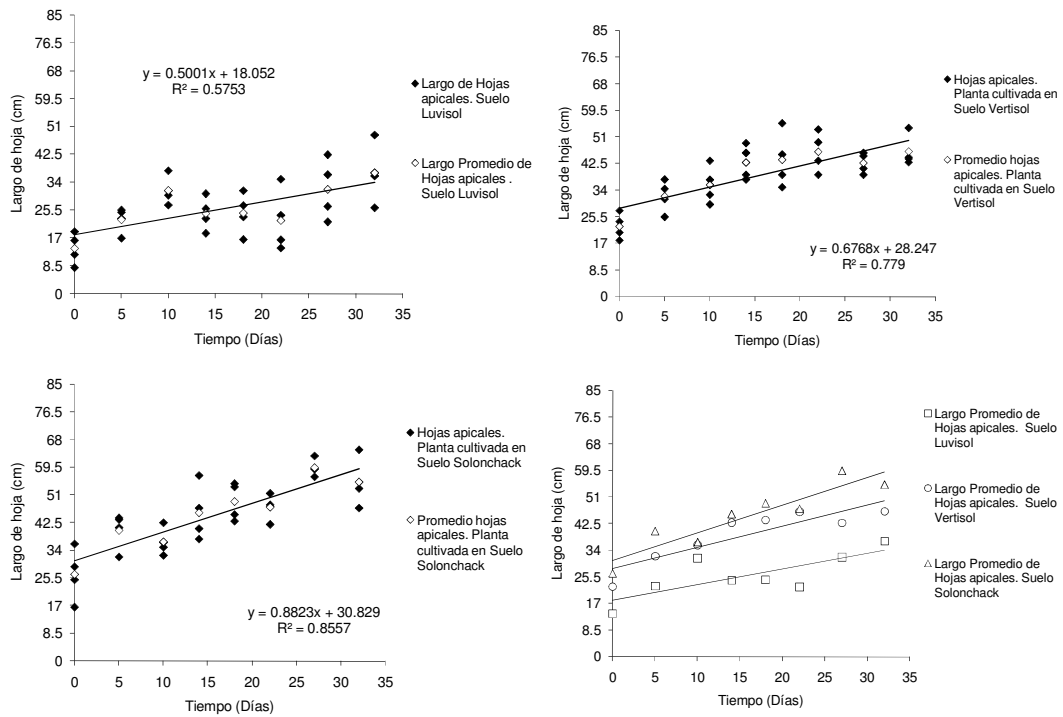 Largo de hoja (cm)
85
76.5
68
59.5
51
42.5
34
25.5
17
8.5
0
y = 0.5001x + 18.052
R² = 0.5753
0 5 10 15 20 25 30 35
Tiempo (Días)
Largo de Hojas
apicales. Suelo
Luvisol
Largo Promedio de
Hojas apicales .
Suelo Luvisol
Largo de hoja (cm)
85
76.5
68
59.5
51
42.5
34
25.5
17
8.5
0
y = 0.6768x + 28.247
R² = 0.779
0 5 10 15 20 25 30 35
Tiempo (Días)
Hojas apicales.
Planta cultivada en
Suelo Vertisol
Promedio hojas
apicales. Planta
cultivada en Suelo
Vertisol
Largo de hoja (cm)
85
76.5
68
59.5
51
42.5
34
25.5
17
8.5
0
y = 0.8823x + 30.829
R² = 0.8557
0 5 10 15 20 25 30 35
Tiempo (Días)
Hojas apicales.
Planta cultivada en
Suelo Solonchack
Promedio hojas
apicales. Planta
cultivada en Suelo
Solonchack
Largo de hoja (cm)
85
76.5
68
59.5
51
42.5
34
25.5
17
8.5
0
0 5 10 15 20 25 30 35
Tiempo (Días)
Largo Promedio de
Hojas apicales. Suelo
Luvisol
Largo Promedio de
Hojas apicales. Suelo
Vertisol
Largo Promedio de
Hojas apicales. Suelo
Solonchack